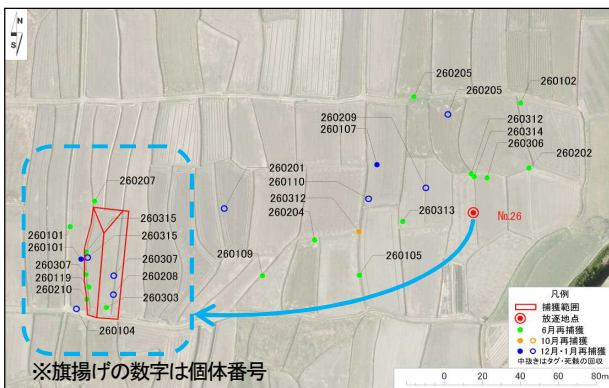 N
S
260205
260102
260205
260209
260107
260312
260314
260306
260202
260201
260110
260312
260204
260313
No.26
260109
260105
260207
260315
260315
260101
260101
260307
260307
260119
260208
260210
260303
260104
※旗揚げの数字は個体番号
凡例
捕獲範囲
放逐地点
6月再捕獲
10月再捕獲
12月・1月再捕獲
中抜きはタグ・死骸の回収
0 20 40 60 80m